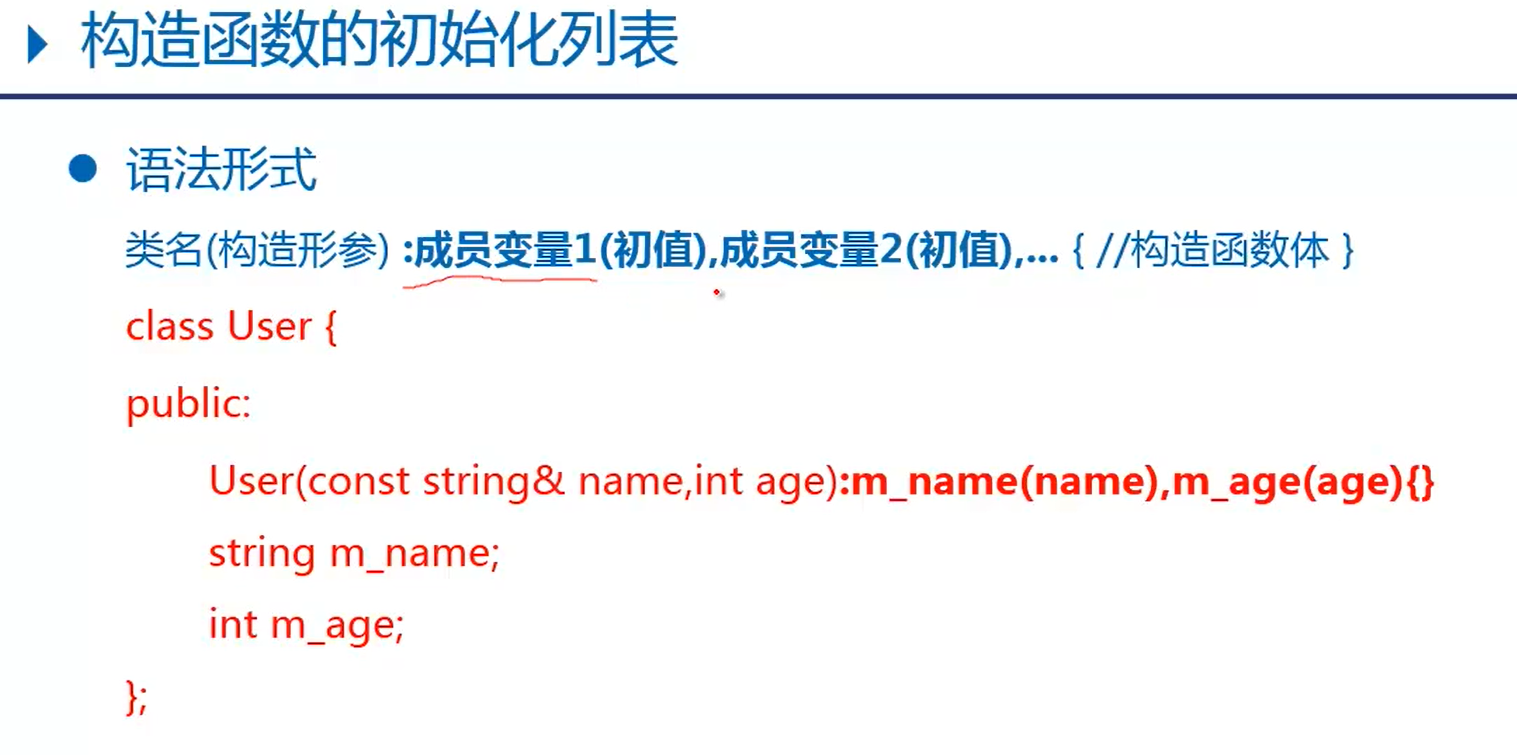 构造函数的初始化列表
语法形式
类名(构造形参) :成员变量1(初值),成员变量2(初值),... { //构造函数体 }
class User {
public:
User(const string& name,int age):m_name(name),m_age(age){}
string m_name;
int m_age;
};